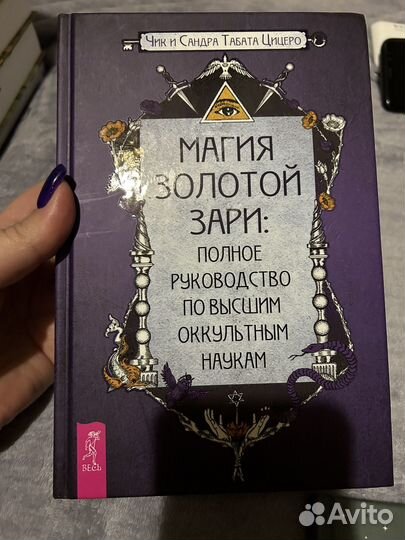 Чик и Сандра Табата Цицеро
МАГИЯ
ЗОЛОТОЙ
ЗАРИ:
ПОЛНОЕ
РУКОВОДСТВО
ПО ВЫСШИМ
ОККУЛЬТНЫМ
НАУКАМ
ВЕСЬ
Avito